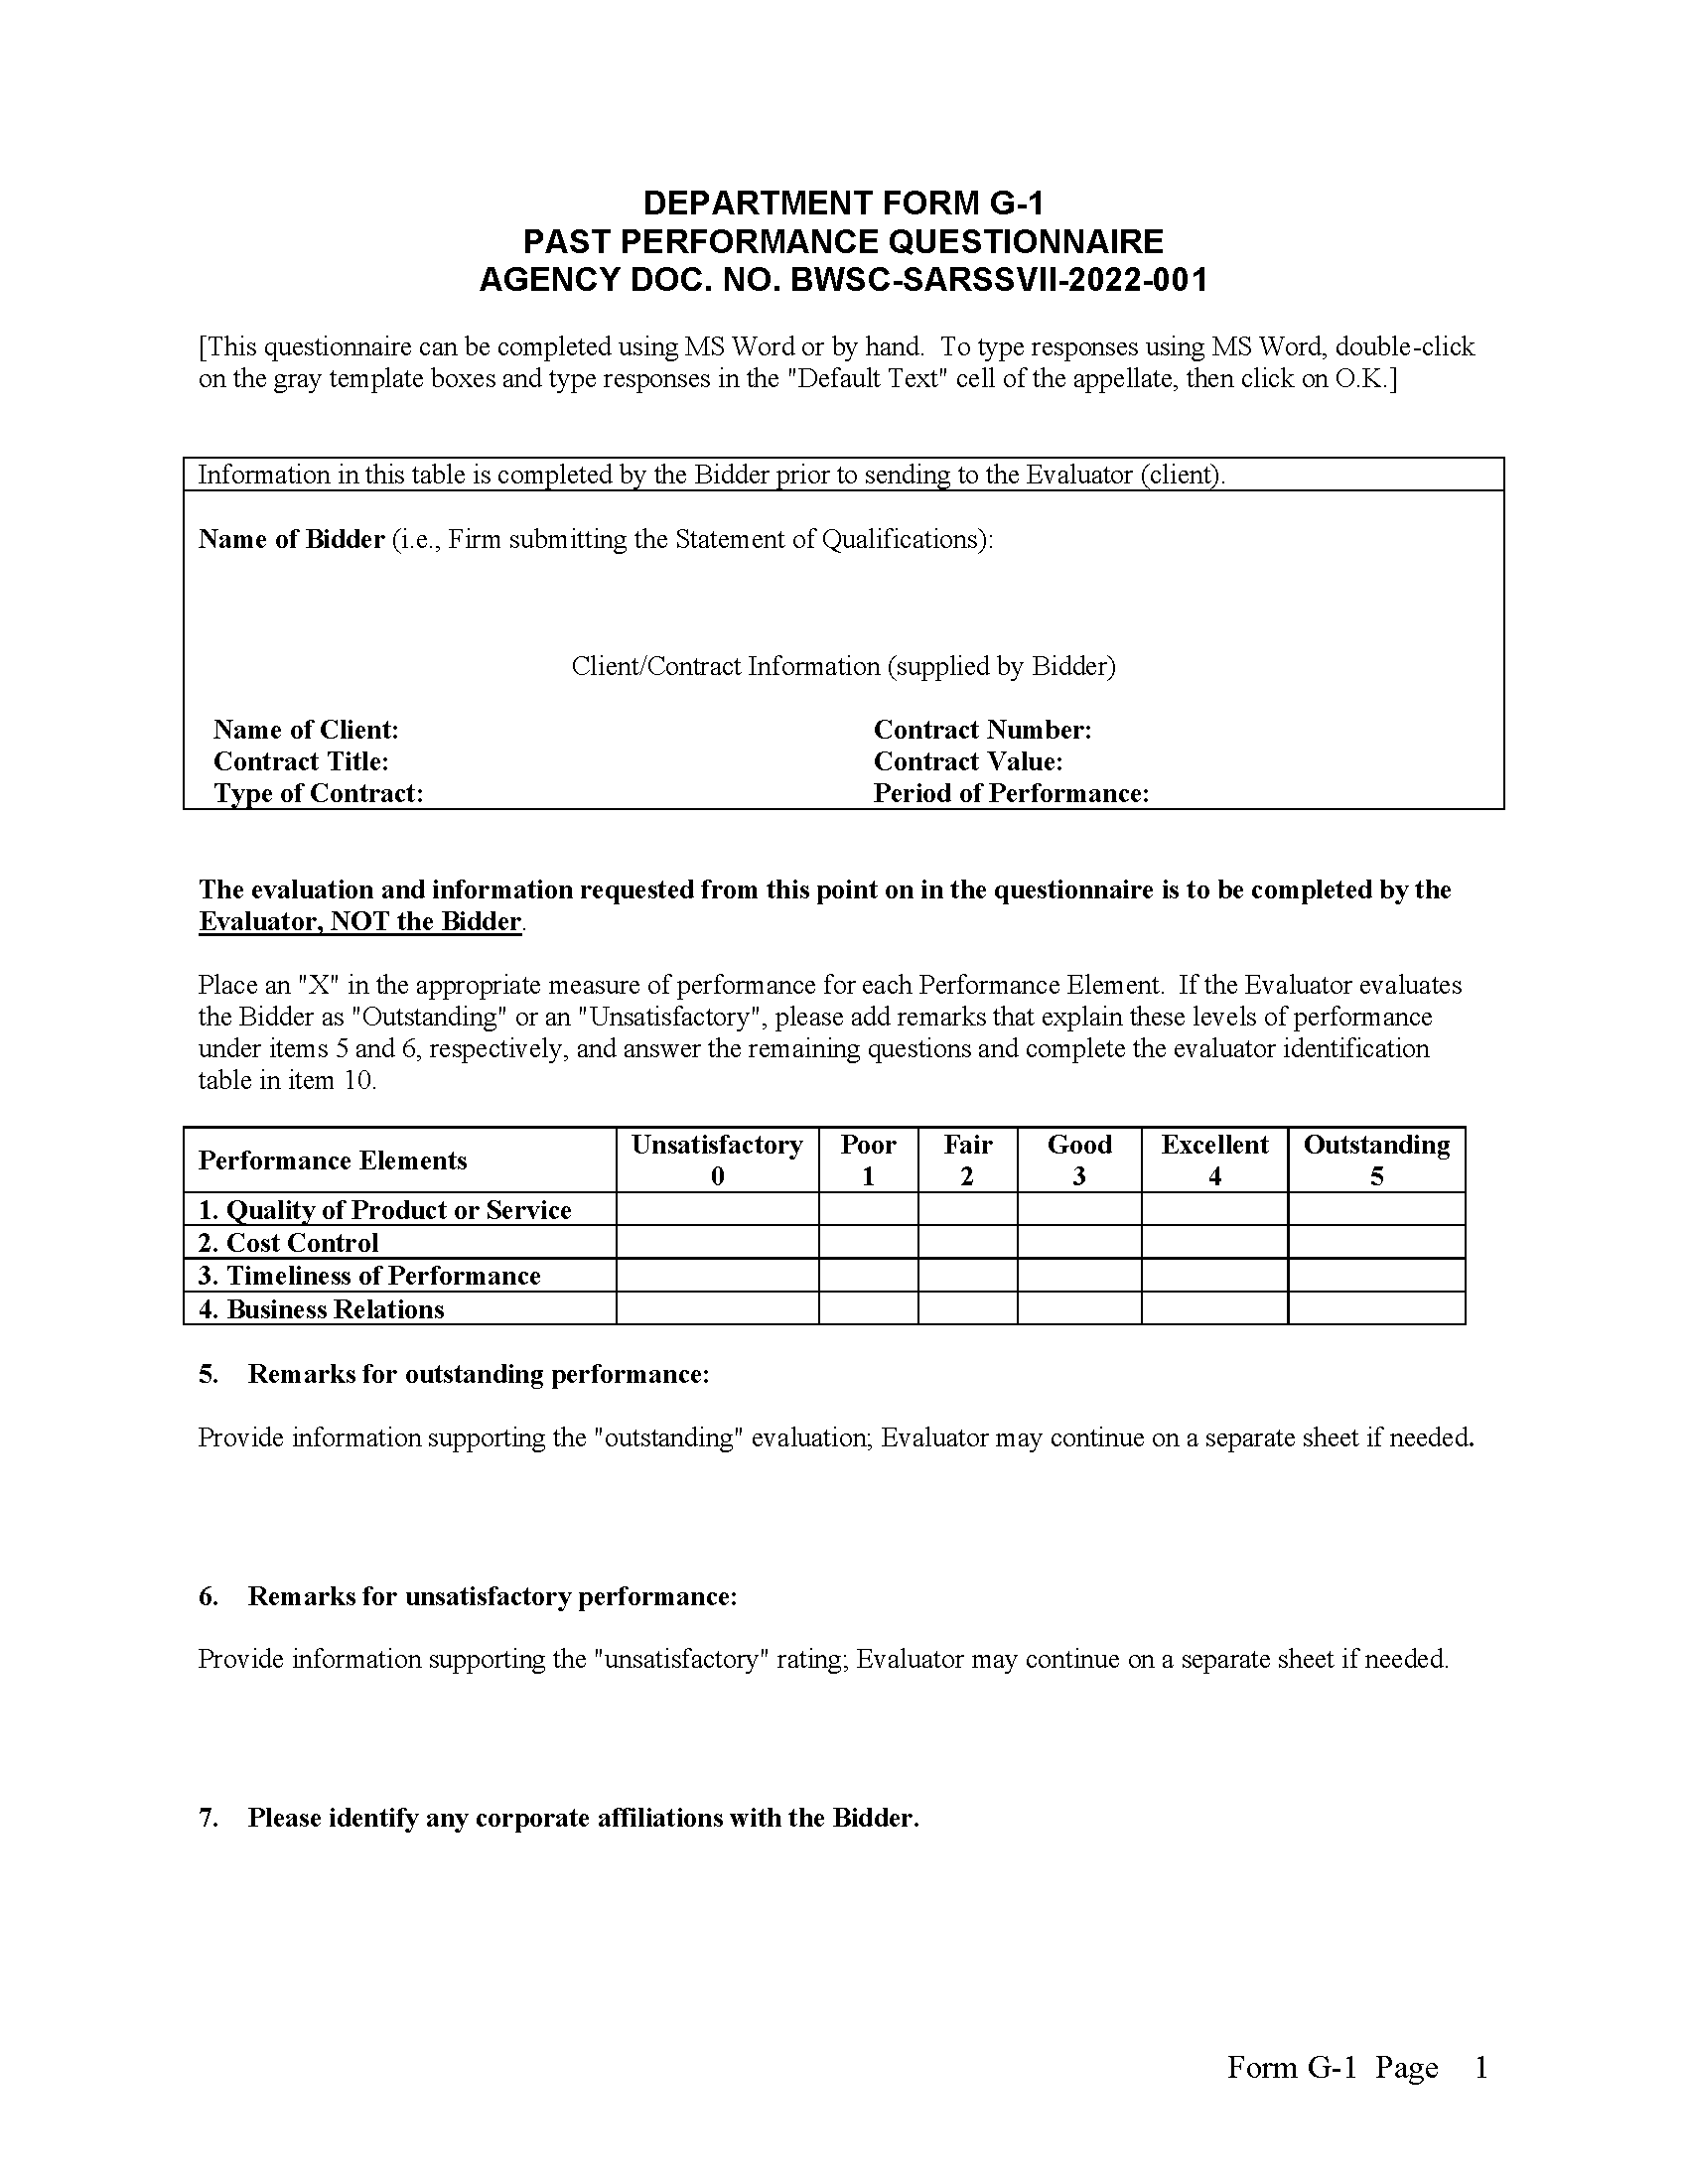 DEPARTMENT FORM G-1
PAST PERFORMANCE QUESTIONNAIRE
AGENCY DOC. NO. BWSC-SARSSVII-2022-001
[This questionnaire can be completed using MS Word or by hand.  To type responses using MS Word, double-click
on the gray template boxes and type responses in the "Default Text" cell of the appellate, then click on O.K.]
Information in this table is completed by the Bidder prior to sending to the Evaluator (client).
Name of Bidder (i.e., Firm submitting the Statement of Qualifications):
Client/Contract Information (supplied by Bidder)
Name of Client: Contract Number:
Contract Title: Contract Value:
Type of Contract: Period of Performance:
The evaluation and information requested from this point on in the questionnaire is to be completed by the
Evaluator, NOT the Bidder.
Place an "X" in the appropriate measure of performance for each Performance Element.  If the Evaluator evaluates
the Bidder as "Outstanding" or an "Unsatisfactory", please add remarks that explain these levels of performance
under items 5 and 6, respectively, and answer the remaining questions and complete the evaluator identification
table in item 10.
Performance Elements Unsatisfactory 0 Poor 1 Fair 2 Good 3 Excellent 4 Outstanding 5
1. Quality of Product or Service
2. Cost Control
3. Timeliness of Performance
4. Business Relations
5. Remarks for outstanding performance:
Provide information supporting the "outstanding" evaluation; Evaluator may continue on a separate sheet if needed.
6. Remarks for unsatisfactory performance:
Provide information supporting the "unsatisfactory" rating; Evaluator may continue on a separate sheet if needed.
7. Please identify any corporate affiliations with the Bidder.
Form G-1  Page 1